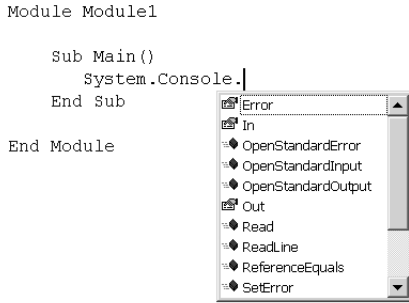 Module Module1
Sub Main()
System.Console.
End Sub
End Module
Error
In
OpenStandardError
OpenStandardInput
OpenStandardOutput
Out
Read
ReadLine
ReferenceEquals
SetError